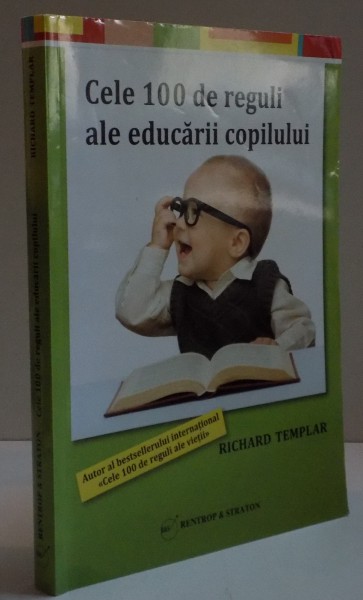 Cele 100 de reguli
ale educării copilului
Autor al bestsellerului internațional
«Cele 100 de reguli ale vieții»
RICHARD TEMPLAR
RENTROP & STRATON
RENTROP & STRATON Cele 100 de reguli ale educării copilului RICHARD TEMPLAR